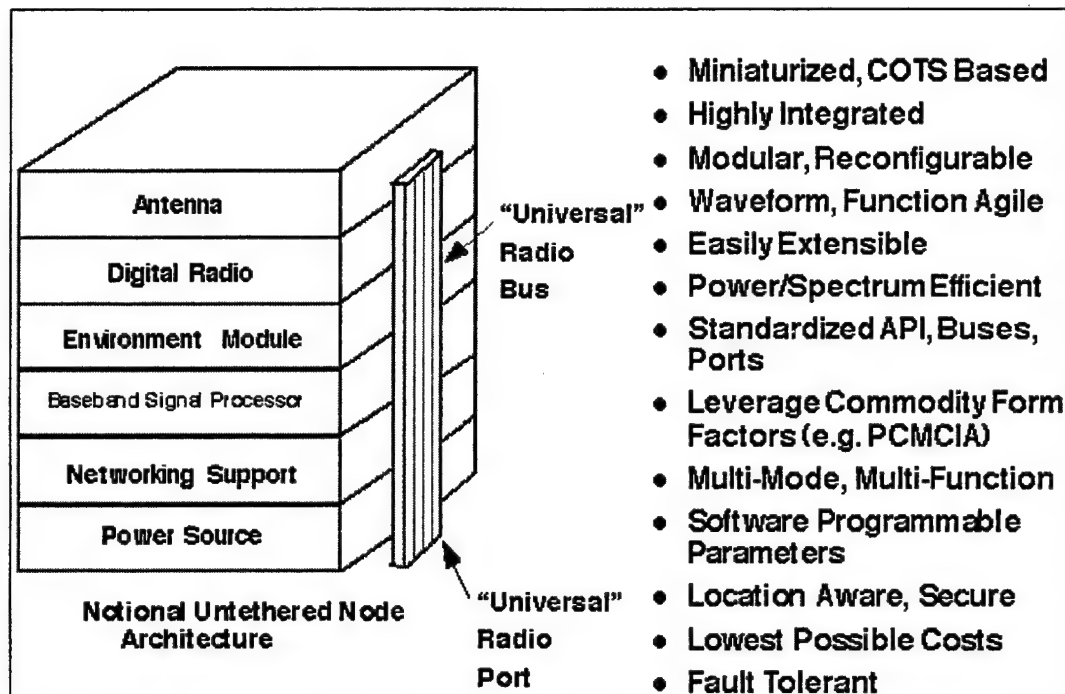 Antenna
Digital Radio
Environment Module
Baseband Signal Processor
Networking Support
Power Source
Notional Untethered Node
Architecture
“Universal”
Radio
Bus
“Universal”
Radio
Port
• Miniaturized, COTS Based
• Highly Integrated
• Modular, Reconfigurable
• Waveform, Function Agile
• Easily Extensible
• Power/Spectrum Efficient
• Standardized API, Buses,
Ports
• Leverage Commodity Form
Factors (e.g. PCMCIA)
• Multi-Mode, Multi-Function
• Software Programmable
Parameters
• Location Aware, Secure
• Lowest Possible Costs
• Fault Tolerant